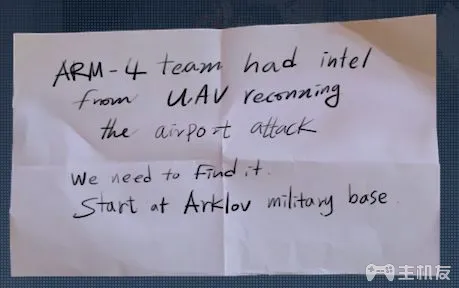 ARM-4 team had intel
from UAV reconning
the airport attack
We need to find it.
Start at Arklov military base.
主机友